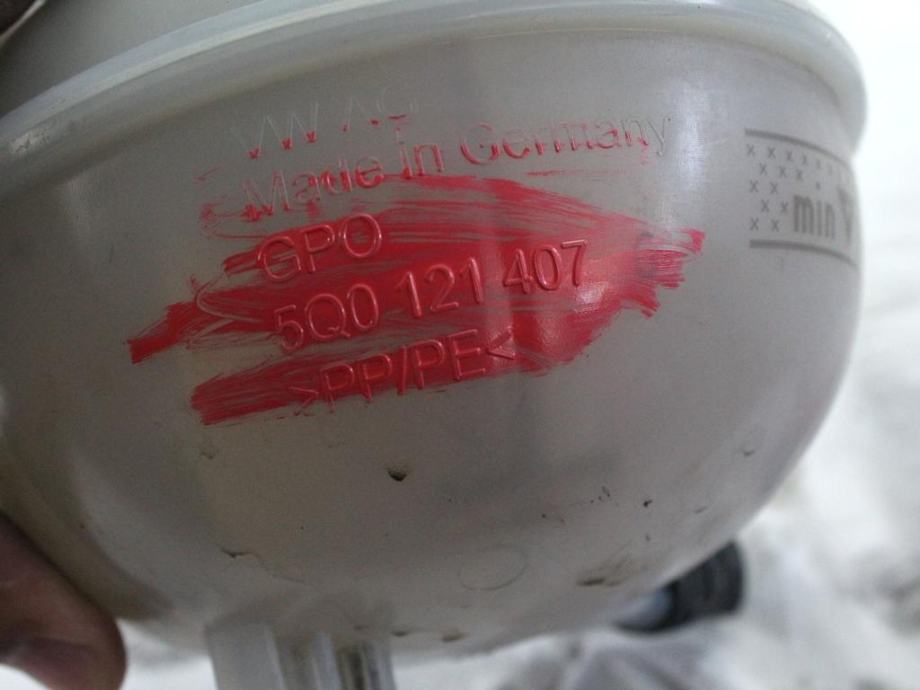 VW AG
Made in Germany
GPO
5Q0 121 407
>PP/PE<
min